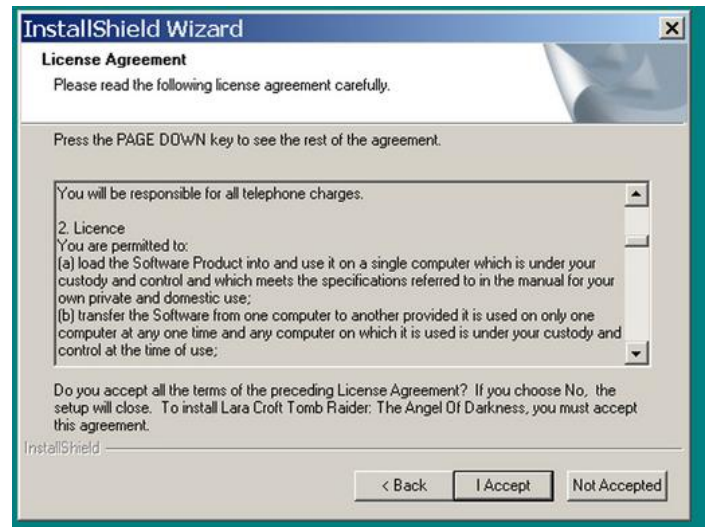 InstallShield Wizard
License Agreement
Please read the following license agreement carefully.
Press the PAGE DOWN key to see the rest of the agreement.
You will be responsible for all telephone charges.
2. Licence
You are permitted to:
(a) load the Software Product into and use it on a single computer which is under your
custody and control and which meets the specifications referred to in the manual for your
own private and domestic use;
(b) transfer the Software from one computer to another provided it is used on only one
computer at any one time and any computer on which it is used is under your custody and
control at the time of use;
Do you accept all the terms of the preceding License Agreement? If you choose No, the
setup will close. To install Lara Croft Tomb Raider: The Angel Of Darkness, you must accept
this agreement.
InstallShield
< Back
I Accept
Not Accepted